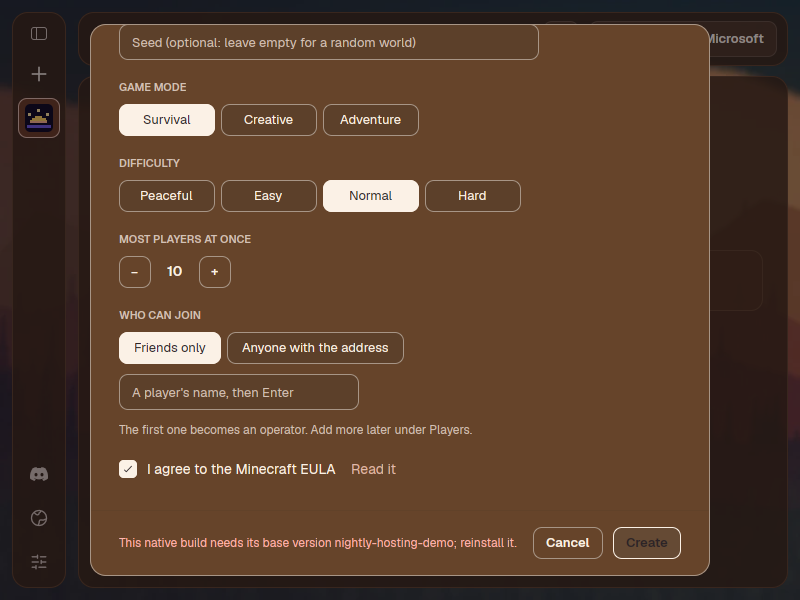 Microsoft
Seed (optional: leave empty for a random world)
GAME MODE
Survival Creative Adventure
DIFFICULTY
Peaceful Easy Normal Hard
MOST PLAYERS AT ONCE
– 10 +
WHO CAN JOIN
Friends only Anyone with the address
A player's name, then Enter
The first one becomes an operator. Add more later under Players.
I agree to the Minecraft EULA Read it
This native build needs its base version nightly-hosting-demo; reinstall it. Cancel Create